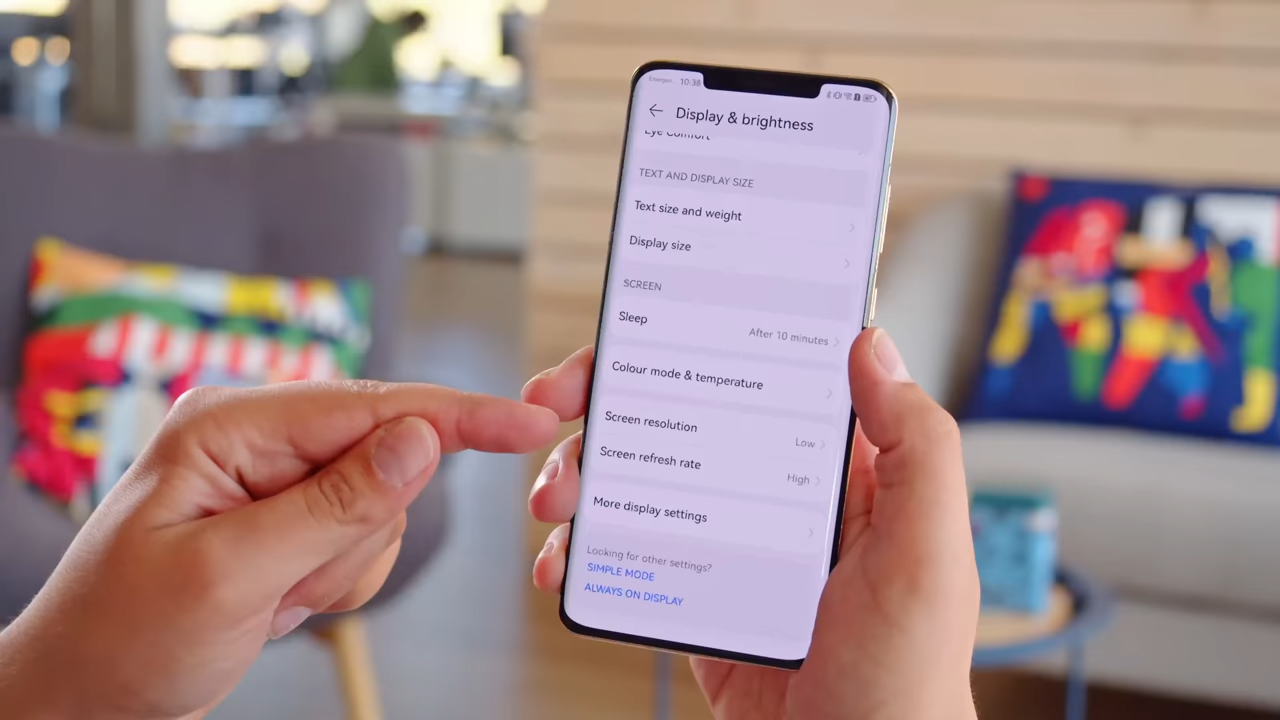 10:38
Display & brightness
Eye Comfort
TEXT AND DISPLAY SIZE
Text size and weight
Display size
SCREEN
Sleep After 10 minutes
Colour mode & temperature
Screen resolution Low
Screen refresh rate High
More display settings
Looking for other settings?
SIMPLE MODE
ALWAYS ON DISPLAY